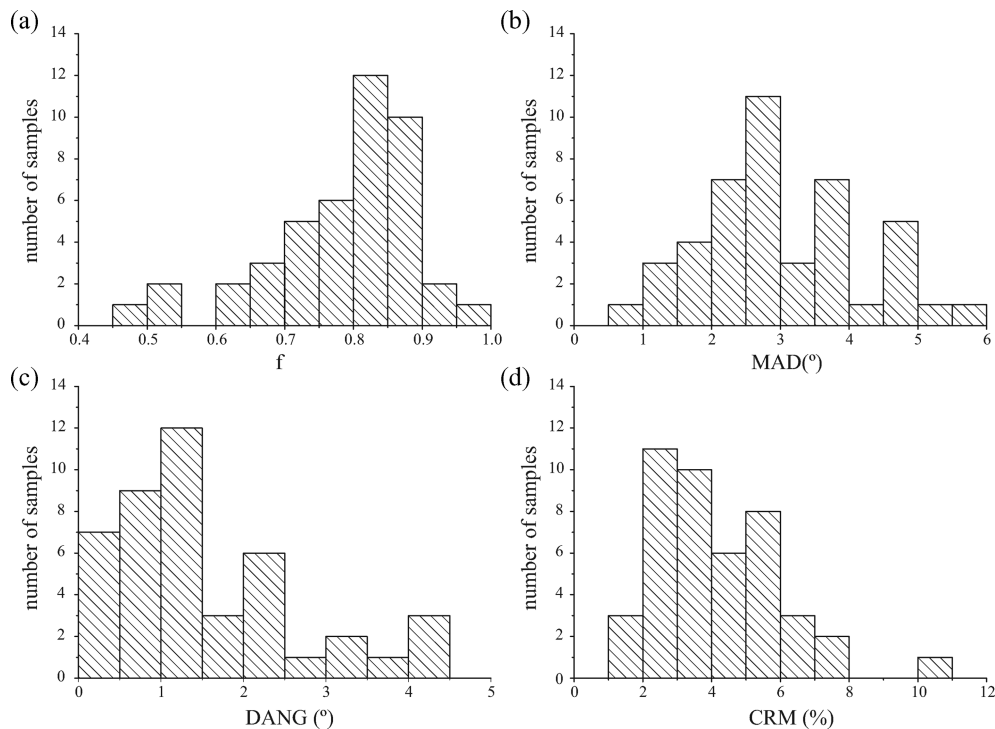 (a)
14
12
10
8
6
4
2
0
number of samples
0.4 0.5 0.6 0.7 0.8 0.9 1.0
f
(b)
14
12
10
8
6
4
2
0
number of samples
0 1 2 3 4 5 6
MAD(º)
(c)
14
12
10
8
6
4
2
0
number of samples
0 1 2 3 4 5
DANG (º)
(d)
14
12
10
8
6
4
2
0
number of samples
0 2 4 6 8 10 12
CRM (%)